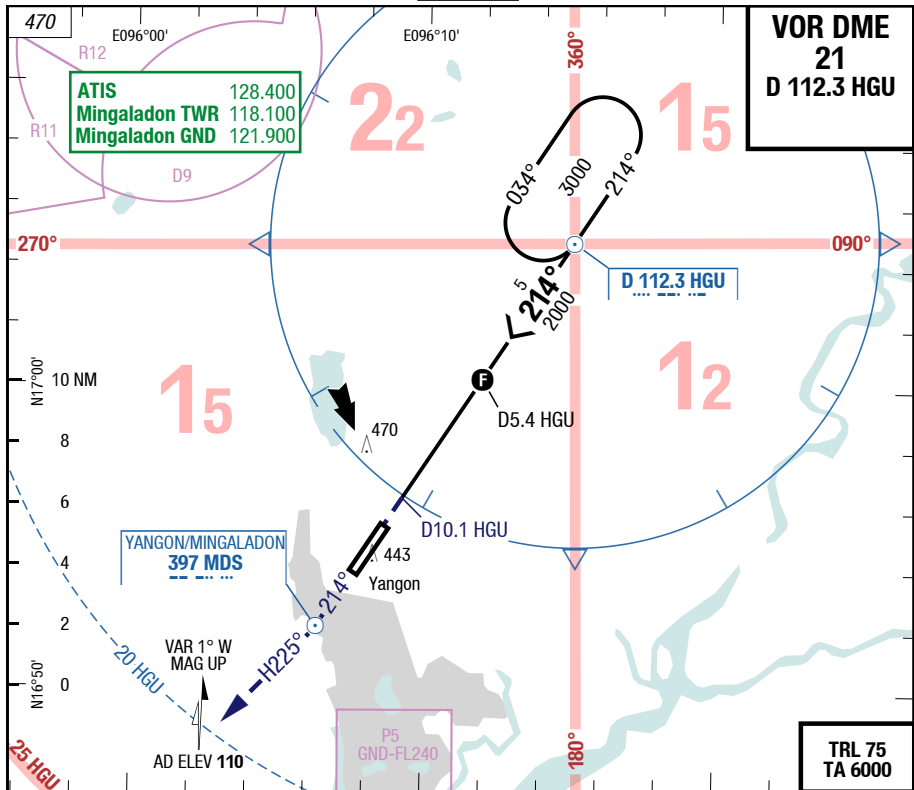 470
E096°00'
E096°10'
360°
VOR DME
21
D 112.3 HGU
R12
ATIS 128.400
Mingaladon TWR 118.100
Mingaladon GND 121.900
22
15
R11
D9
034°
3000
214°
270°
090°
D 112.3 HGU
5
214°
2000
N17°00'
10 NM
15
12
F
D5.4 HGU
470
8
6
D10.1 HGU
YANGON/MINGALADON
397 MDS
443
4
Yangon
214°
2
H225°
VAR 1° W
MAG UP
20 HGU
N16°50'
0
P5
GND-FL240
180°
AD ELEV 110
25 HGU
TRL 75
TA 6000